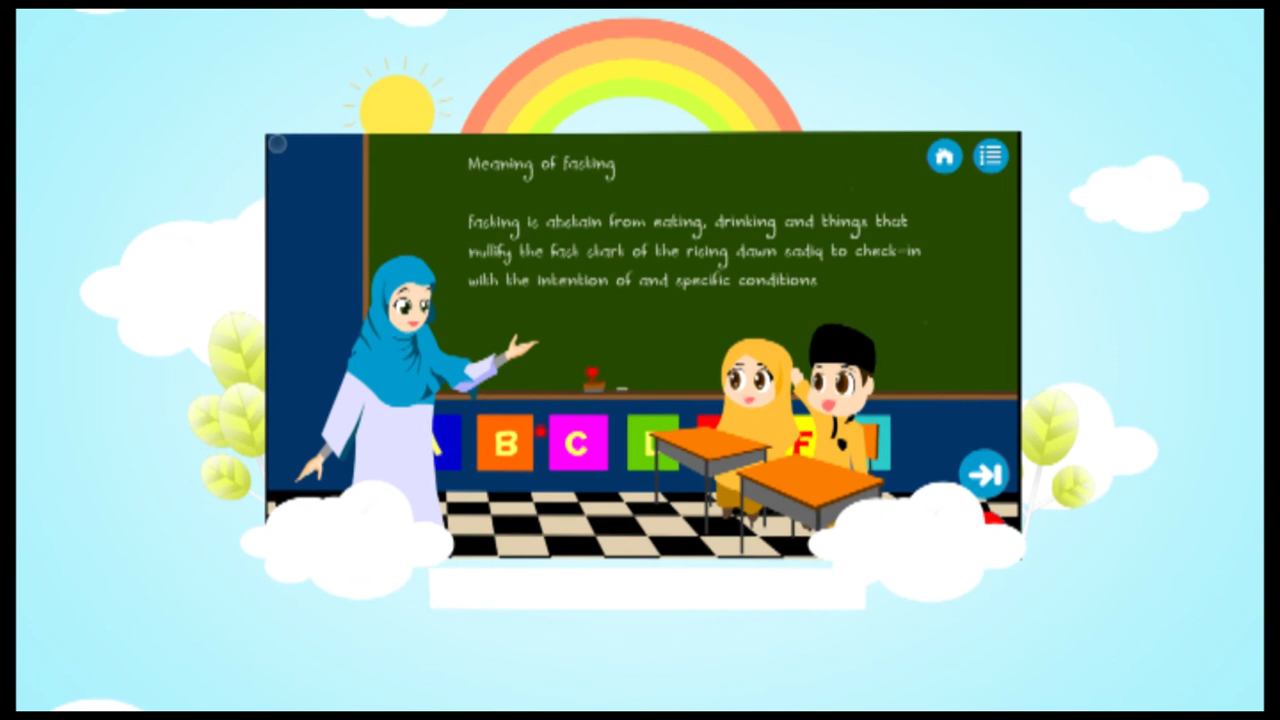 Meaning of fasting
fasting is abstain from eating, drinking and things that
nullify the fast start of the rising dawn sadiq to check-in
with the intention of and specific conditions
A B C E F